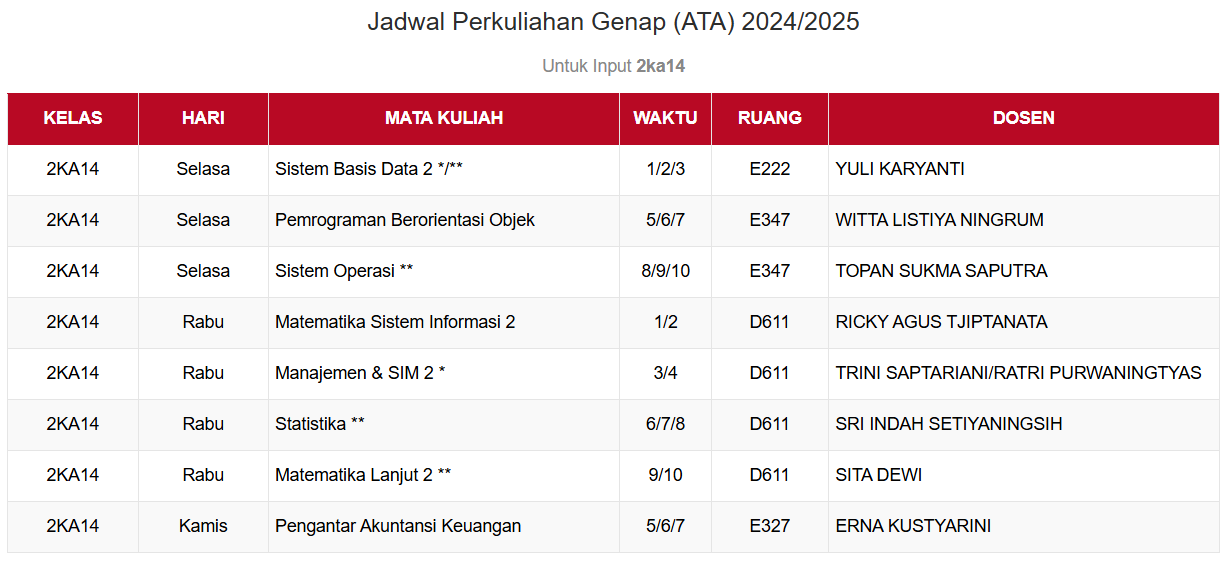 Jadwal Perkuliahan Genap (ATA) 2024/2025
Untuk Input 2ka14
KELAS HARI MATA KULIAH WAKTU RUANG DOSEN
2KA14 Selasa Sistem Basis Data 2 */** 1/2/3 E222 YULI KARYANTI
2KA14 Selasa Pemrograman Berorientasi Objek 5/6/7 E347 WITTA LISTIYA NINGRUM
2KA14 Selasa Sistem Operasi ** 8/9/10 E347 TOPAN SUKMA SAPUTRA
2KA14 Rabu Matematika Sistem Informasi 2 1/2 D611 RICKY AGUS TJIPTANATA
2KA14 Rabu Manajemen & SIM 2 * 3/4 D611 TRINI SAPTARIANI/RATRI PURWANINGTYAS
2KA14 Rabu Statistika ** 6/7/8 D611 SRI INDAH SETIYANINGSIH
2KA14 Rabu Matematika Lanjut 2 ** 9/10 D611 SITA DEWI
2KA14 Kamis Pengantar Akuntansi Keuangan 5/6/7 E327 ERNA KUSTYARINI